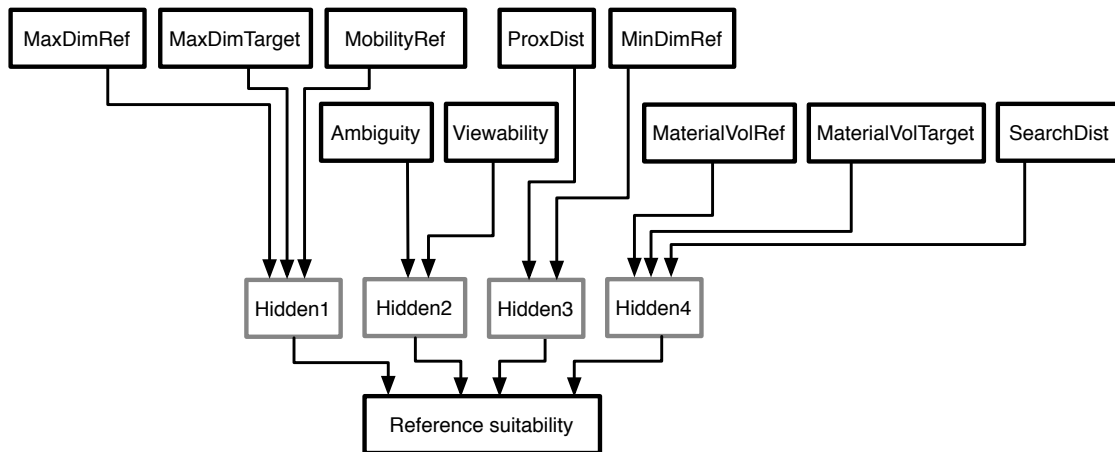 MaxDimRef
MaxDimTarget
MobilityRef
ProxDist
MinDimRef
Ambiguity
Viewability
MaterialVolRef
MaterialVolTarget
SearchDist
Hidden1
Hidden2
Hidden3
Hidden4
Reference suitability